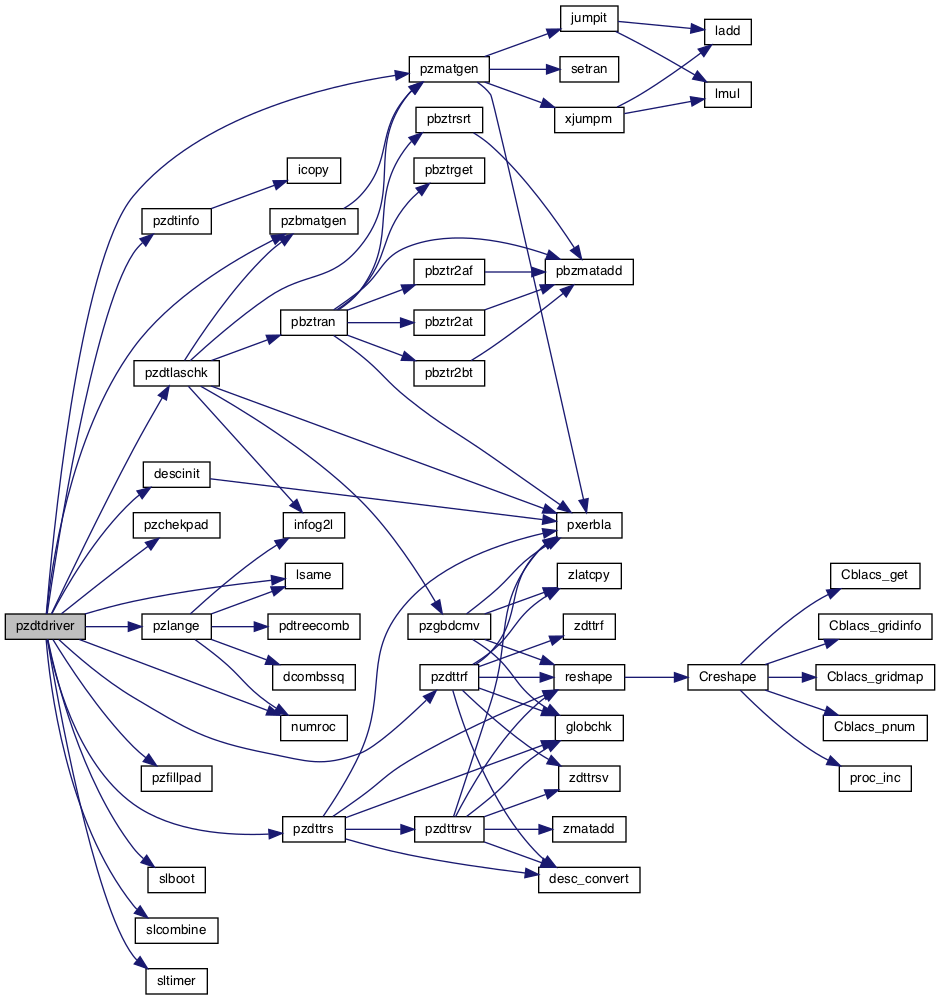 jumpit
ladd
pzmatgen
setran
lmul
xjumpm
pbztrsrt
icopy
pbztrget
pzdtinfo
pzbmatgen
pbztr2af
pbzmatadd
pbztran
pbztr2at
pzdtlaschk
pbztr2bt
descinit
pzchekpad
infog2l
pxerbla
lsame
zlatcpy
Cblacs_get
pzdtdriver
pzlange
pdtreecomb
pzgbdcmv
zdttrf
Cblacs_gridinfo
dcombssq
pzdttrf
reshape
Creshape
Cblacs_gridmap
numroc
globchk
Cblacs_pnum
pzfillpad
zdttrsv
proc_inc
pzdttrs
pzdttrsv
zmatadd
slboot
desc_convert
slcombine
sltimer